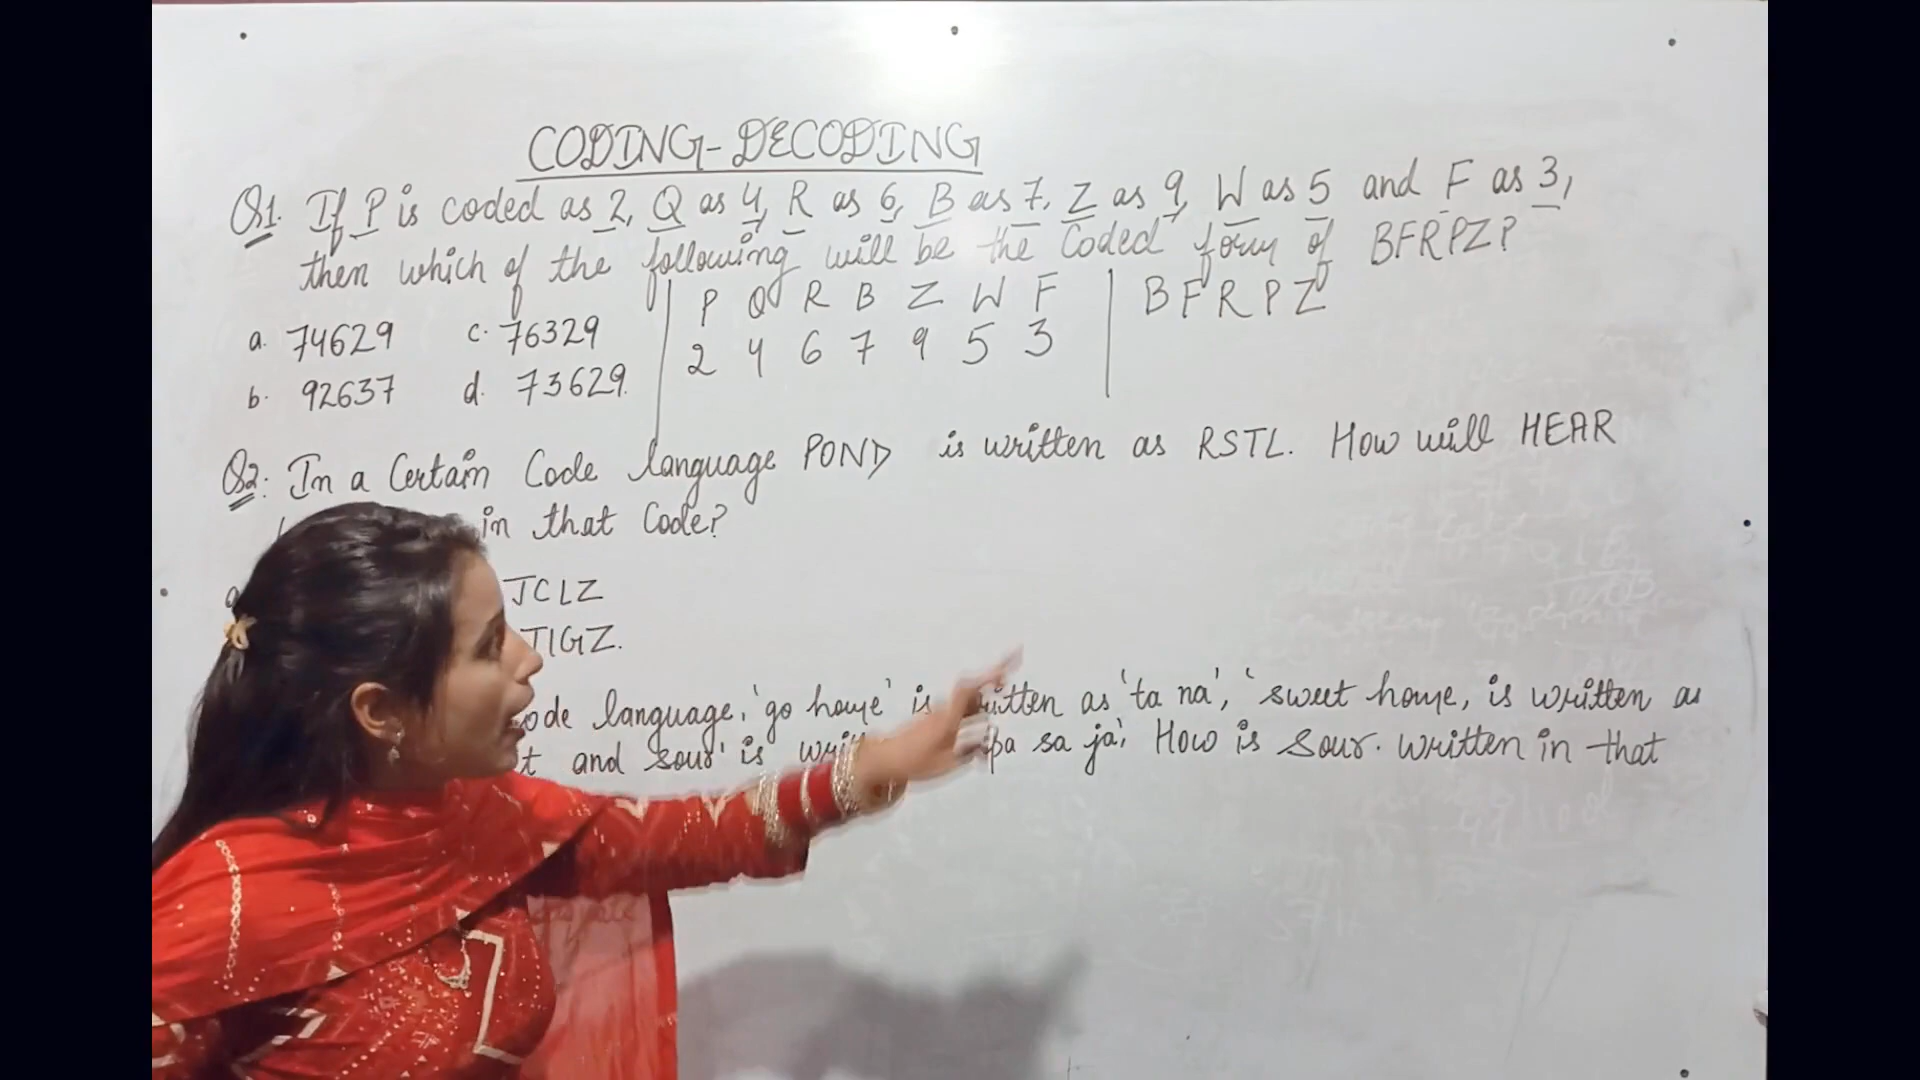 CODING-DECODING
Q1. If P is coded as 2, Q as 4, R as 6, B as 7, Z as 9, W as 5 and F as 3,
then which of the following will be the Coded form of BFRPZ?
a. 74629 c. 76329
b. 92637 d. 73629.
P Q R B Z W F
2 4 6 7 9 5 3
B F R P Z
Q2: In a Certain Code language POND is written as RSTL. How will HEAR
in that Code?
JCLZ
TIGZ.
ode language, 'go home' is written as 'ta na', 'sweet home, is written as
and sour' is pa sa ja', How is Sour. written in that